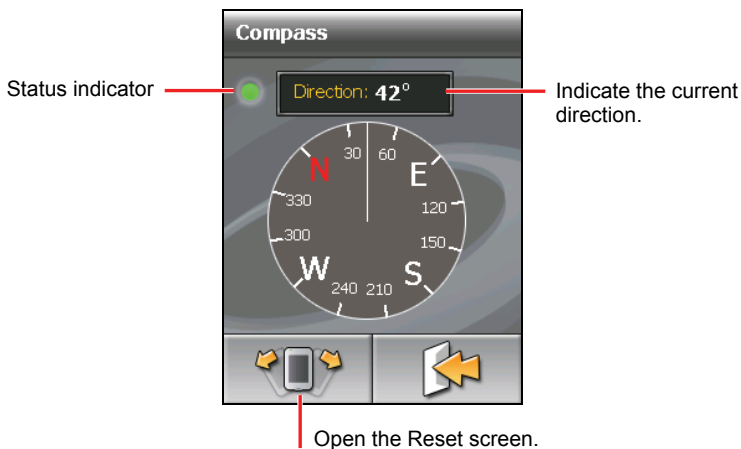 Compass
Status indicator
Direction: 42°
Indicate the current
direction.
30 60
N E
330 120
300 150
W S
240 210
Open the Reset screen.